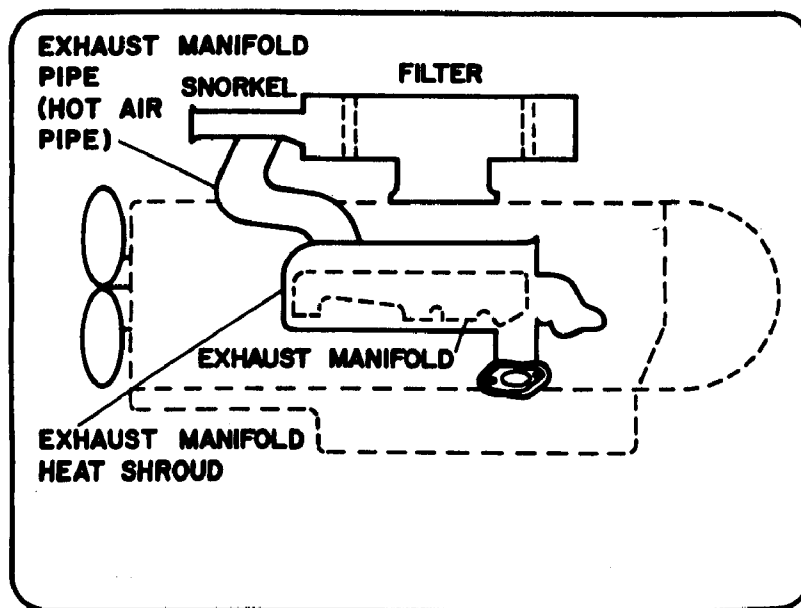 EXHAUST MANIFOLD
PIPE
(HOT AIR
PIPE)
SNORKEL
FILTER
EXHAUST MANIFOLD
EXHAUST MANIFOLD
HEAT SHROUD